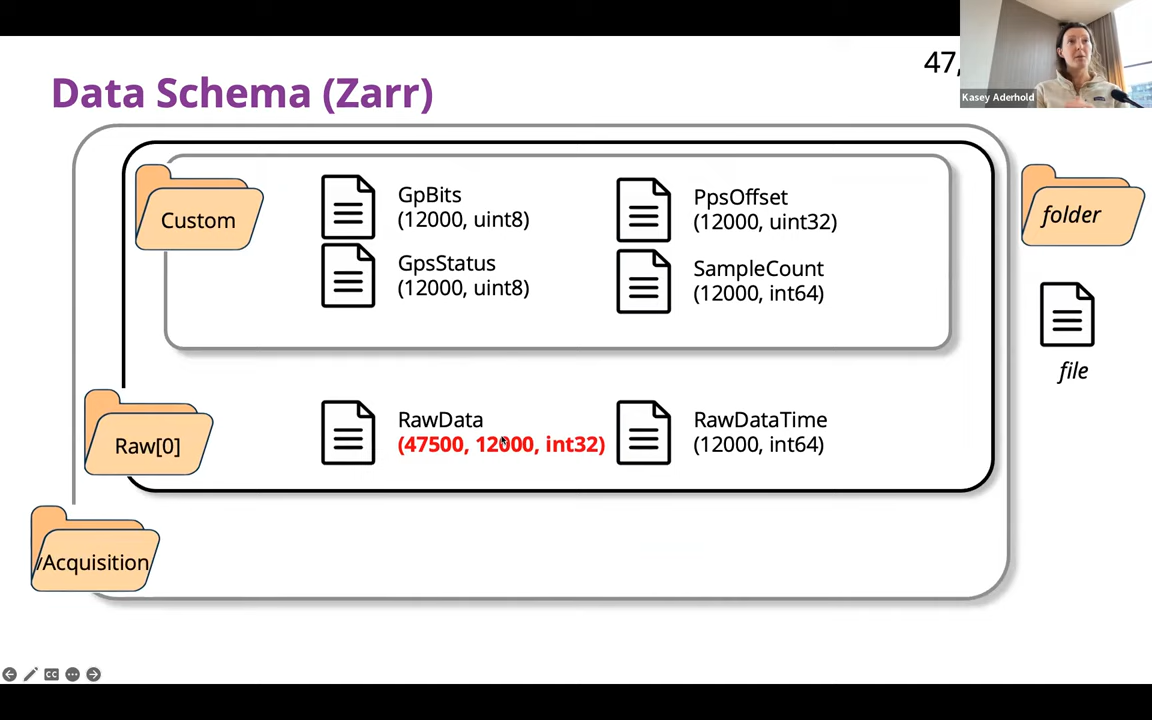 47,
Kasey Aderhold
Data Schema (Zarr)
Custom
GpBits
(12000, uint8)
PpsOffset
(12000, uint32)
GpsStatus
(12000, uint8)
SampleCount
(12000, int64)
folder
file
Raw[0]
RawData
(47500, 12000, int32)
RawDataTime
(12000, int64)
/Acquisition
CC